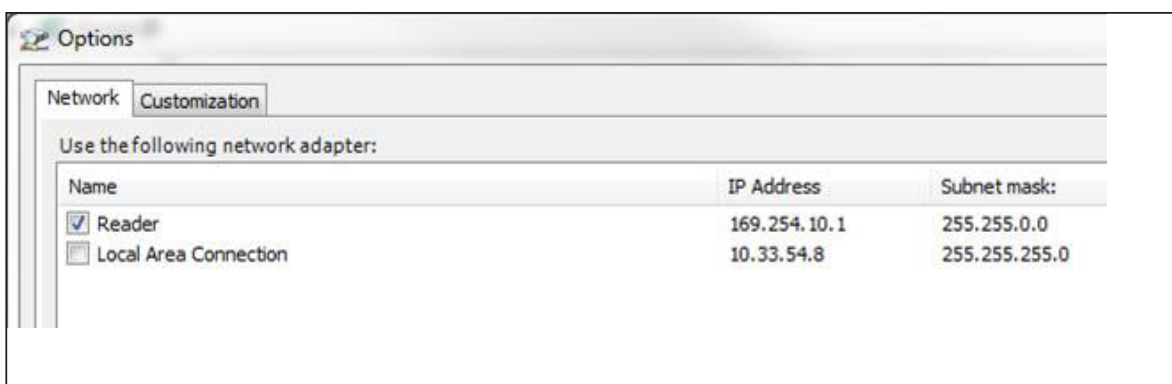 Options
Network Customization
Use the following network adapter:
Name IP Address Subnet mask:
Reader 169.254.10.1 255.255.0.0
Local Area Connection 10.33.54.8 255.255.255.0